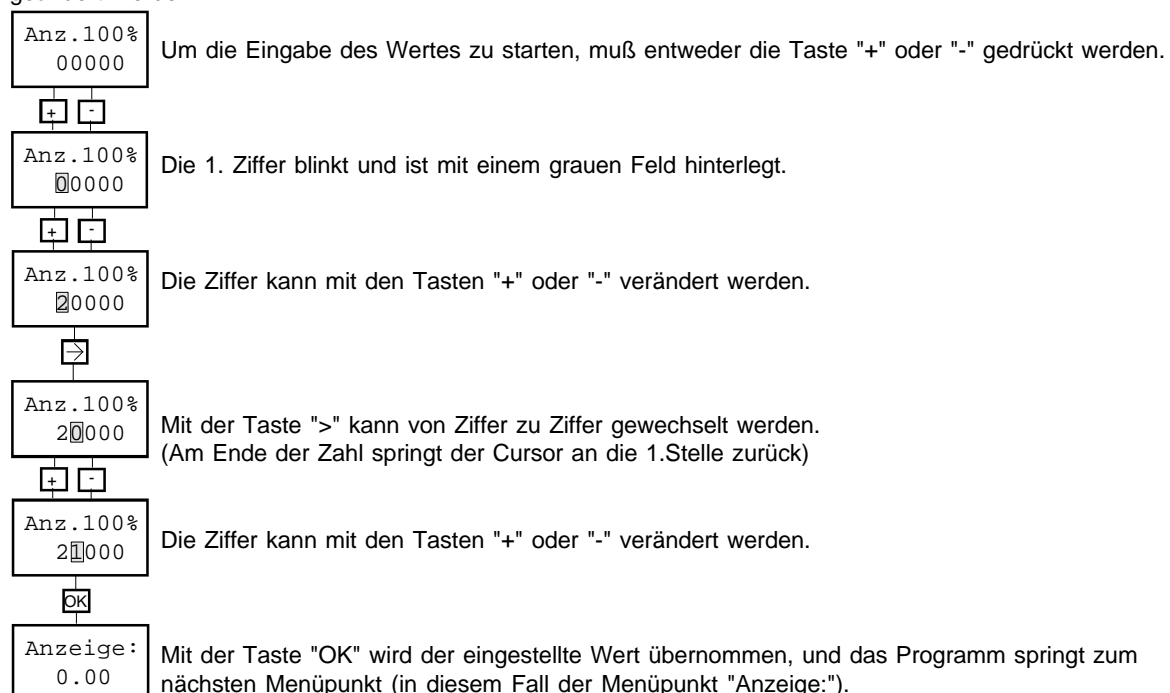 Anz.100%
00000
Um die Eingabe des Wertes zu starten, muß entweder die Taste "+" oder "-" gedrückt werden.
+ -
Anz.100%
00000
Die 1. Ziffer blinkt und ist mit einem grauen Feld hinterlegt.
+ -
Anz.100%
20000
Die Ziffer kann mit den Tasten "+" oder "-" verändert werden.
→
Anz.100%
20000
Mit der Taste ">" kann von Ziffer zu Ziffer gewechselt werden.
(Am Ende der Zahl springt der Cursor an die 1.Stelle zurück)
+ -
Anz.100%
21000
Die Ziffer kann mit den Tasten "+" oder "-" verändert werden.
OK
Anzeige:
0.00
Mit der Taste "OK" wird der eingestellte Wert übernommen, und das Programm springt zum
nächsten Menüpunkt (in diesem Fall der Menüpunkt "Anzeige:").